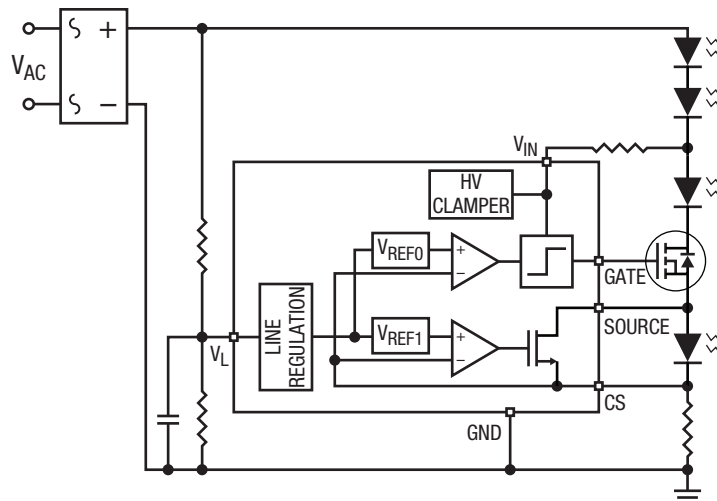 +
V_AC
−
V_IN
HV
CLAMPER
V_REF0
+
−
GATE
LINE
REGULATION
V_REF1
+
−
SOURCE
V_L
CS
GND